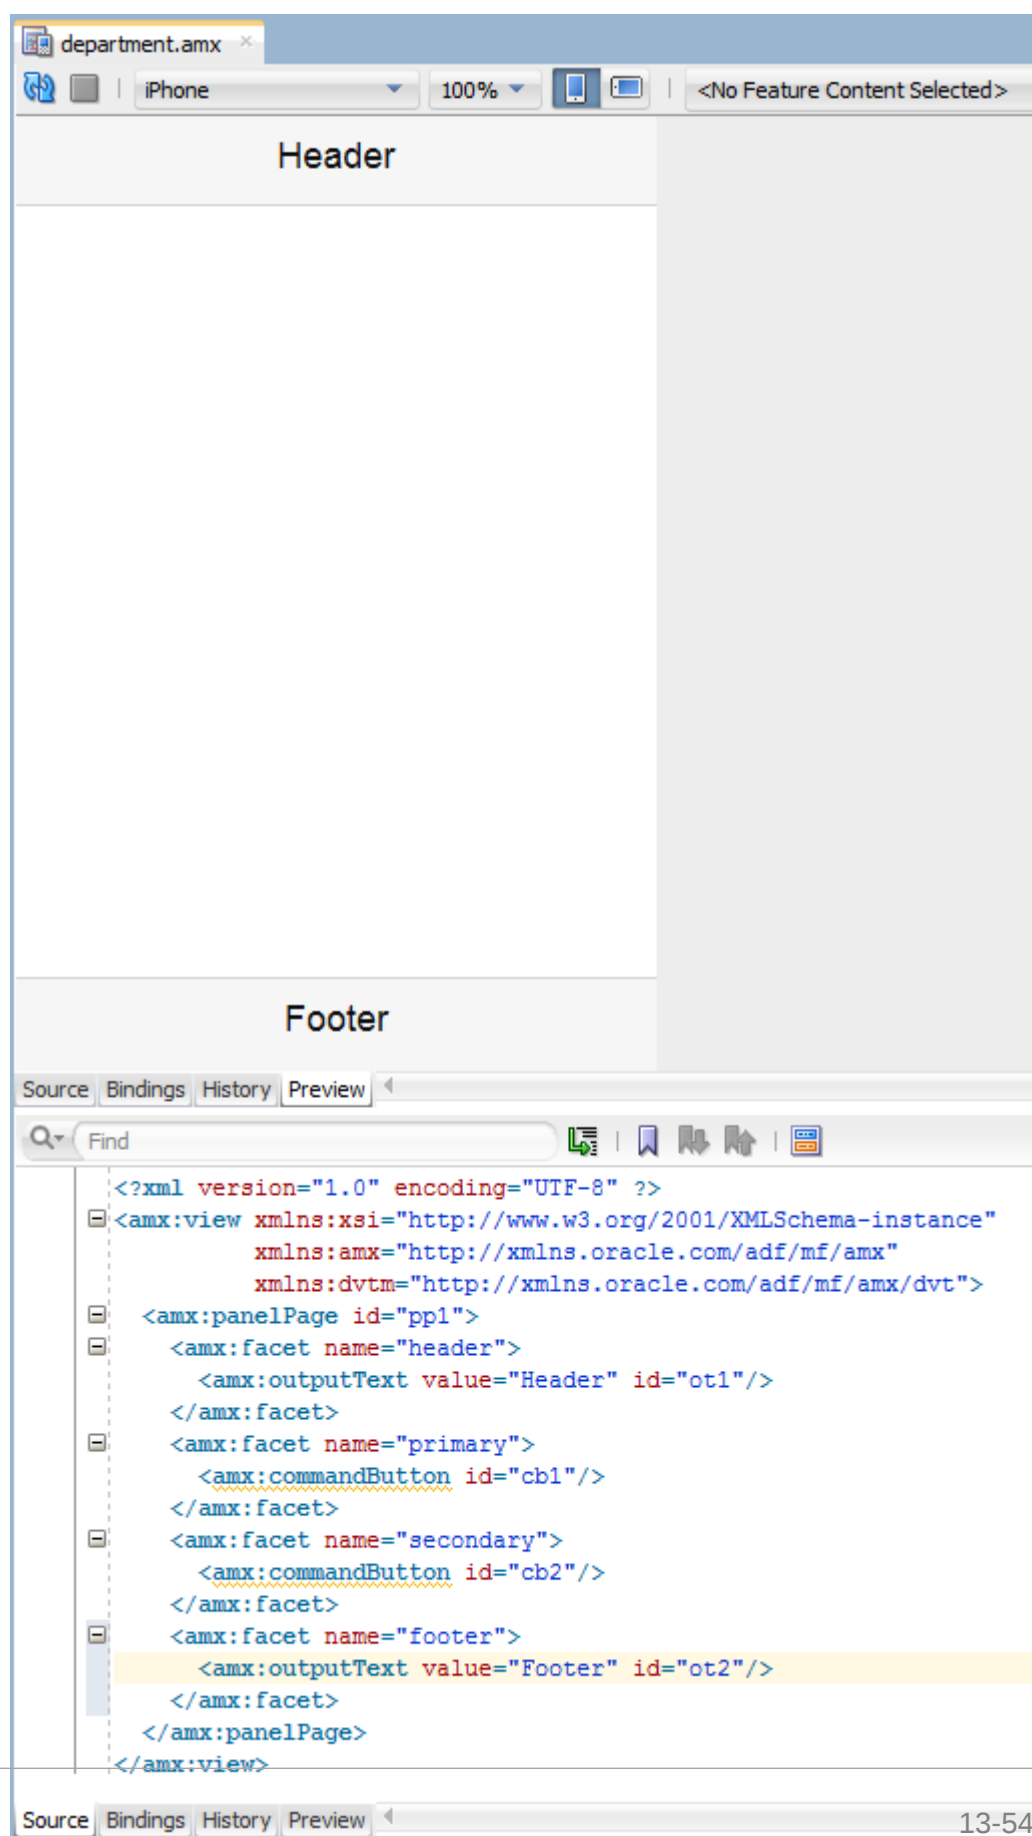 department.amx
iPhone 100% <No Feature Content Selected>
Header
Footer
Source Bindings History Preview
Find
<?xml version="1.0" encoding="UTF-8" ?>
<amx:view xmlns:xsi="http://www.w3.org/2001/XMLSchema-instance"
xmlns:amx="http://xmlns.oracle.com/adf/mf/amx"
xmlns:dvtm="http://xmlns.oracle.com/adf/mf/amx/dvt">
<amx:panelPage id="pp1">
<amx:facet name="header">
<amx:outputText value="Header" id="ot1"/>
</amx:facet>
<amx:facet name="primary">
<amx:commandButton id="cb1"/>
</amx:facet>
<amx:facet name="secondary">
<amx:commandButton id="cb2"/>
</amx:facet>
<amx:facet name="footer">
<amx:outputText value="Footer" id="ot2"/>
</amx:facet>
</amx:panelPage>
</amx:view>
Source Bindings History Preview
13-54